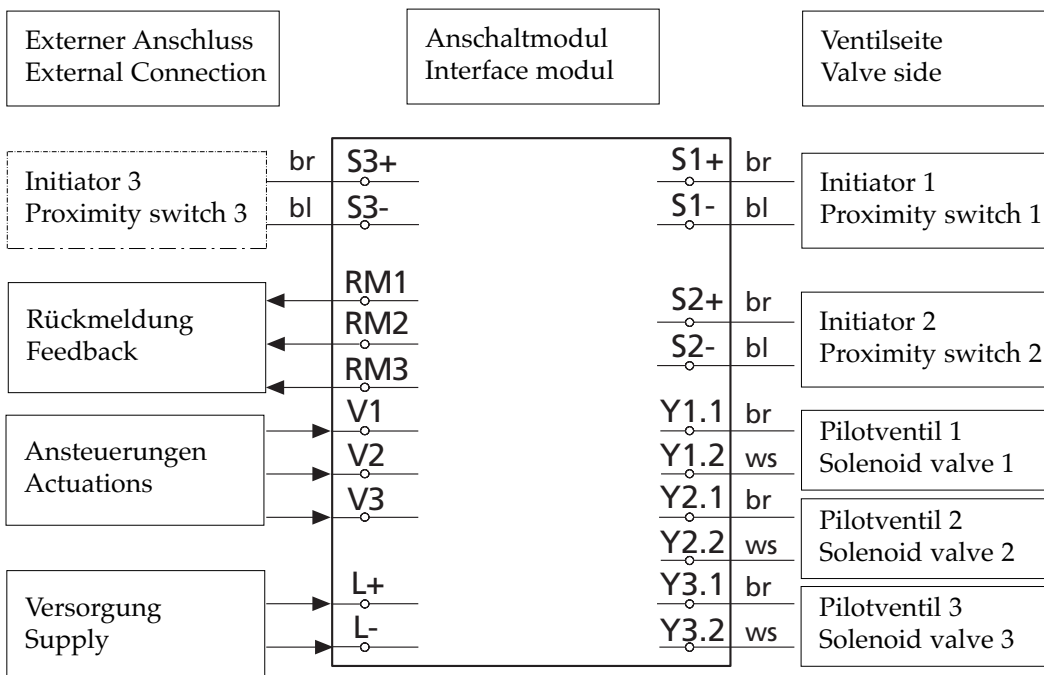 Externer Anschluss
External Connection
Anschaltmodul
Interface modul
Ventilseite
Valve side
Initiator 3
Proximity switch 3
br
bl
S3+
S3-
S1+
S1-
br
bl
Initiator 1
Proximity switch 1
Rückmeldung
Feedback
RM1
RM2
RM3
S2+
S2-
br
bl
Initiator 2
Proximity switch 2
Ansteuerungen
Actuations
V1
V2
V3
Y1.1
Y1.2
br
ws
Pilotventil 1
Solenoid valve 1
Y2.1
Y2.2
br
ws
Pilotventil 2
Solenoid valve 2
Versorgung
Supply
L+
L-
Y3.1
Y3.2
br
ws
Pilotventil 3
Solenoid valve 3